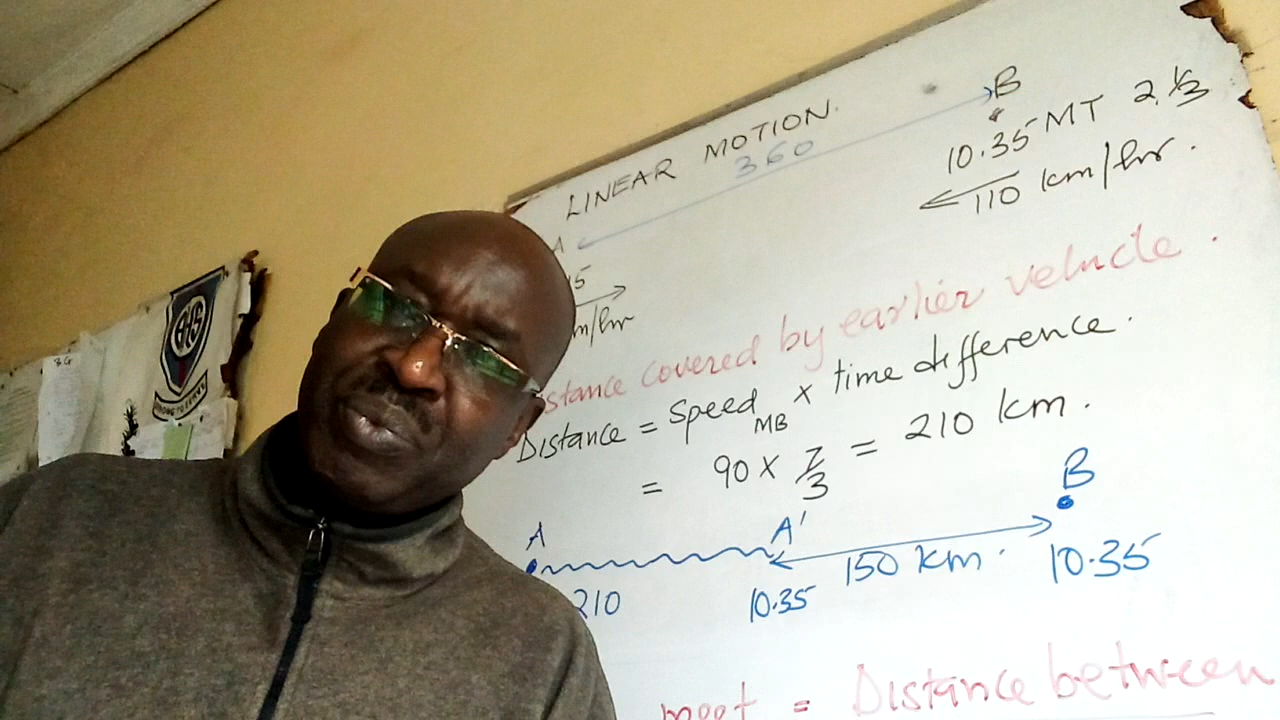 LINEAR MOTION.
360
B
10.35 MT 2 1/3
110 km/hr.
A
15
m/hr
stance covered by earlier vehicle.
Distance = Speed MB x time difference.
= 90 x 7/3 = 210 km.
A
A'
B
150 km.
210
10.35
10.35
meet = Distance between